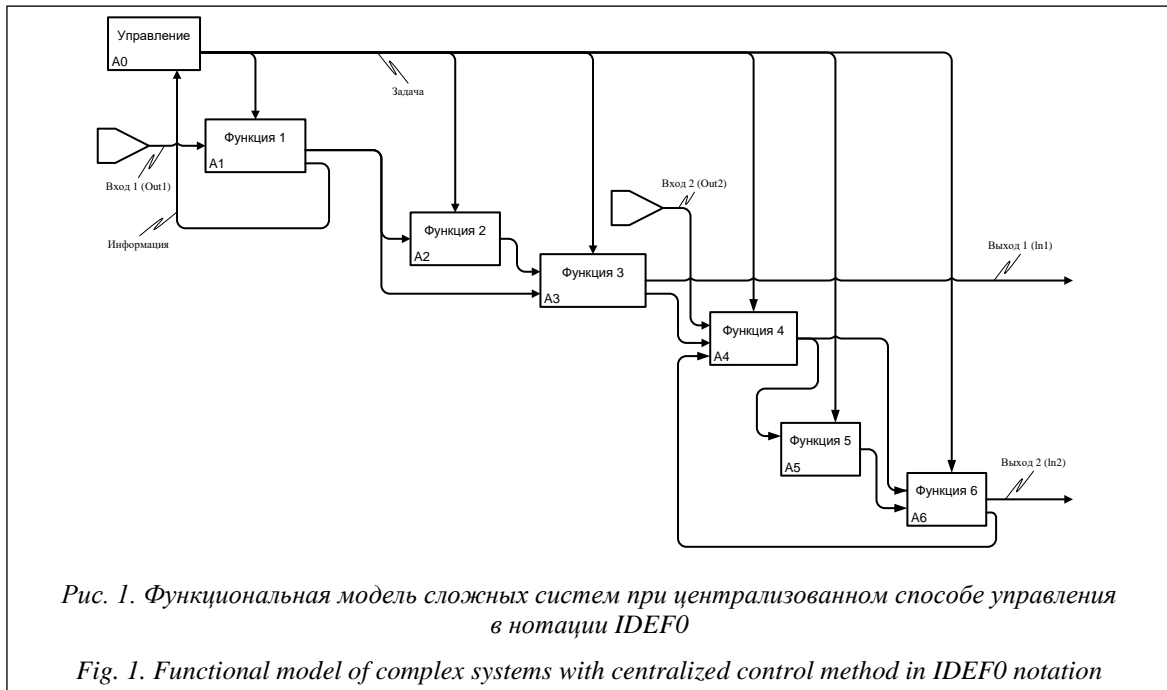 Управление
A0
Задача
Функция 1
A1
Вход 1 (Out1)
Информация
Функция 2
A2
Вход 2 (Out2)
Функция 3
A3
Выход 1 (In1)
Функция 4
A4
Функция 5
A5
Выход 2 (In2)
Функция 6
A6
Рис. 1. Функциональная модель сложных систем при централизованном способе управления
в нотации IDEF0
Fig. 1. Functional model of complex systems with centralized control method in IDEF0 notation